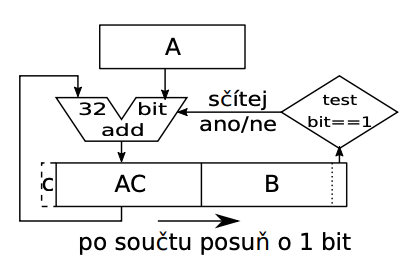 A
32 bit
add
sčítej
ano/ne
test
bit==1
c
AC
B
po součtu posuň o 1 bit